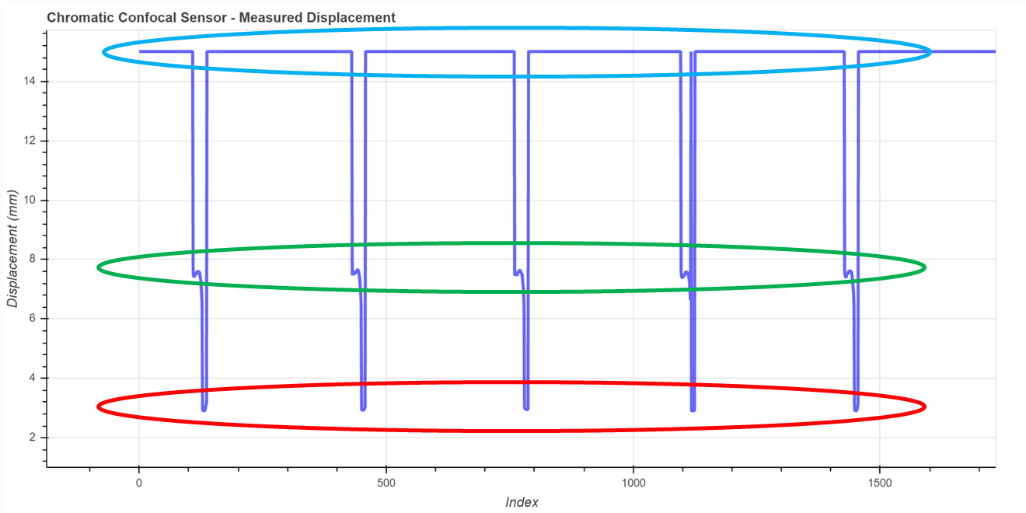 Chromatic Confocal Sensor - Measured Displacement
14
12
10
8
6
4
2
Displacement (mm)
0 500 1000 1500
Index